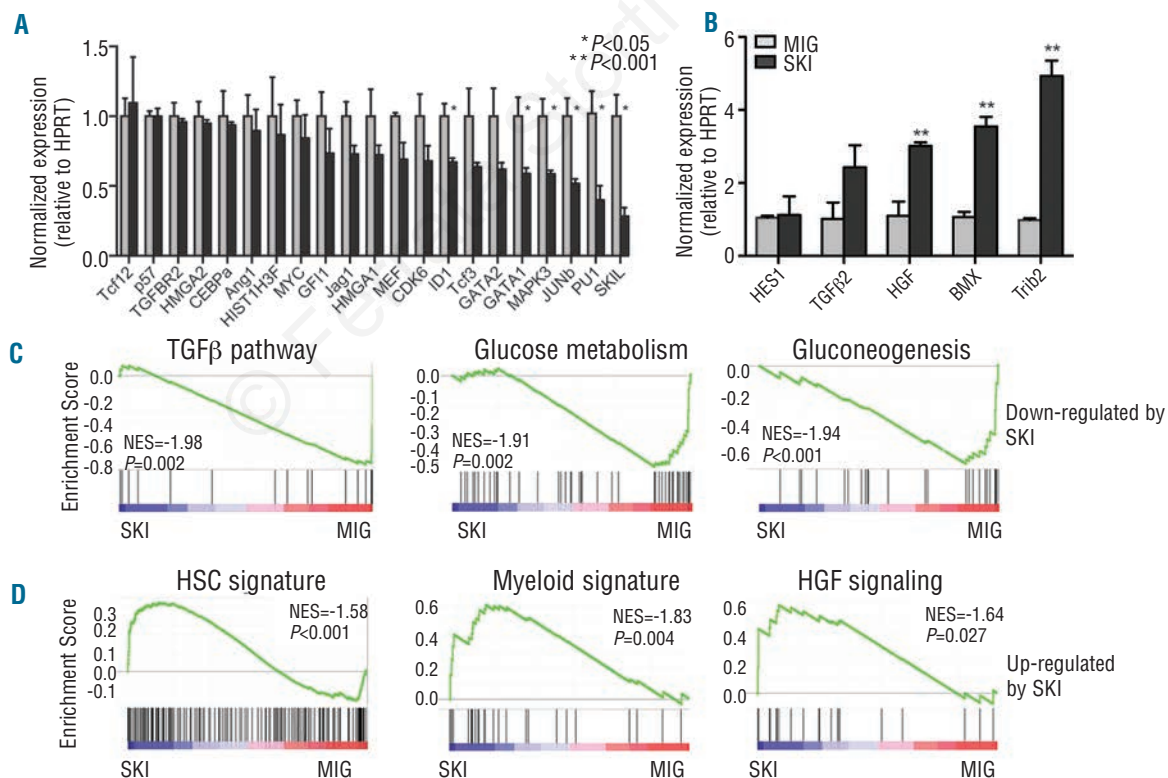 A
1.5
1.0
0.5
0.0
Normalized expression
(relative to HPRT)
* P<0.05
** P<0.001
* * * * * *
Tcf12
p57
TGFBR2
HMGA2
CEBPa
Ang1
HIST1H3F
MYC
GFI1
Jag1
HMGA1
MEF
CDK6
ID1
Tcf3
GATA2
GATA1
MAPK3
JUNb
PU1
SKIL
B
6
4
2
0
Normalized expression
(relative to HPRT)
MIG
SKI
** ** **
HES1
TGFβ2
HGF
BMX
Trib2
© Fe
Storti
C
TGFβ pathway
Enrichment Score
0.0
-0.2
-0.4
-0.6
-0.8
NES=-1.98
P=0.002
SKI MIG
Glucose metabolism
0.0
-0.1
-0.2
-0.3
-0.4
-0.5
NES=-1.91
P=0.002
SKI MIG
Gluconeogenesis
0.0
-0.2
-0.4
-0.6
NES=-1.94
P<0.001
SKI MIG
Down-regulated by
SKI
D
HSC signature
Enrichment Score
0.3
0.2
0.1
0.0
-0.1
NES=-1.58
P<0.001
SKI MIG
Myeloid signature
0.6
0.4
0.2
0.0
NES=-1.83
P=0.004
SKI MIG
HGF signaling
0.6
0.4
0.2
0.0
NES=-1.64
P=0.027
SKI MIG
Up-regulated
by SKI